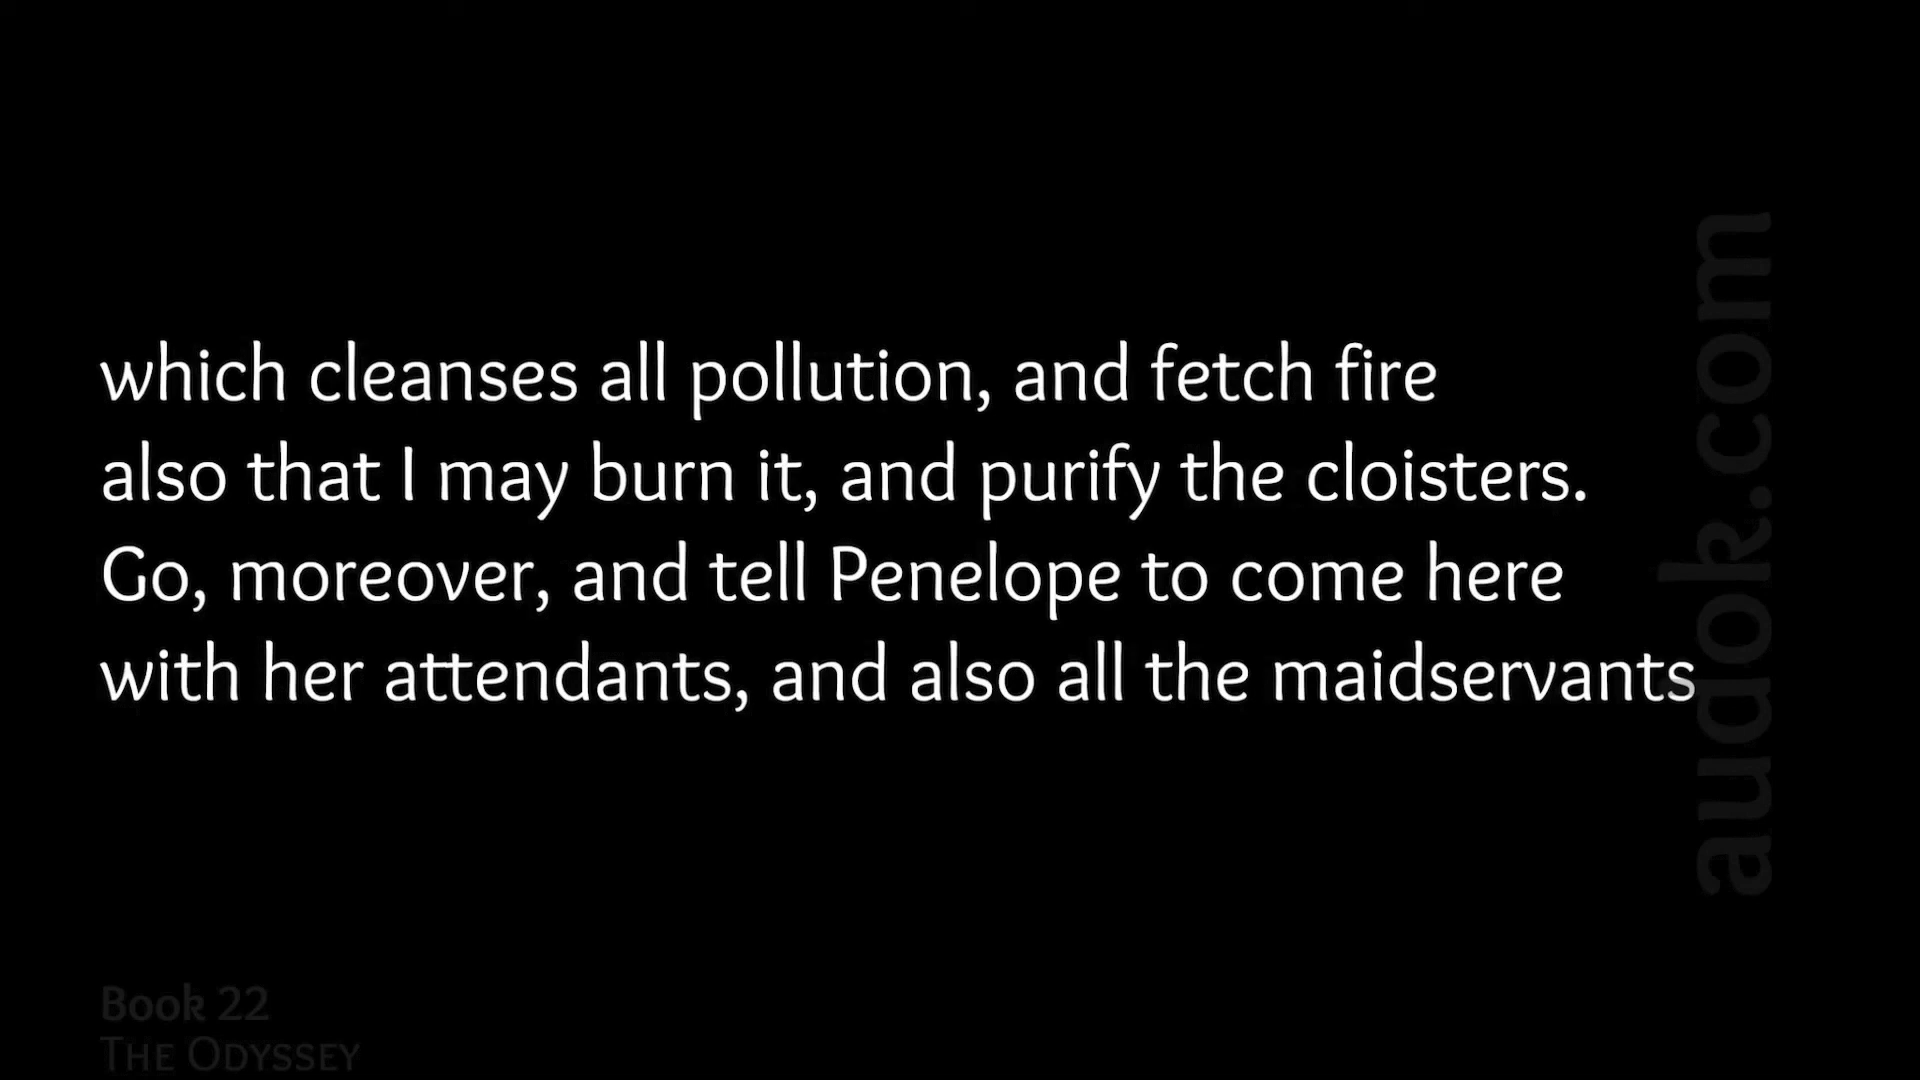 which cleanses all pollution, and fetch fire
also that I may burn it, and purify the cloisters.
Go, moreover, and tell Penelope to come here
with her attendants, and also all the maidservants
audok.com
Book 22
THE ODYSSEY